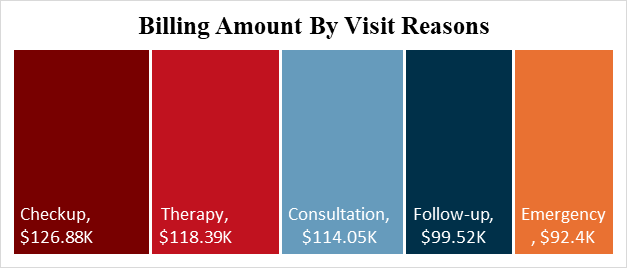 Billing Amount By Visit Reasons
Checkup,
$126.88K
Therapy,
$118.39K
Consultation,
$114.05K
Follow-up,
$99.52K
Emergency
, $92.4K